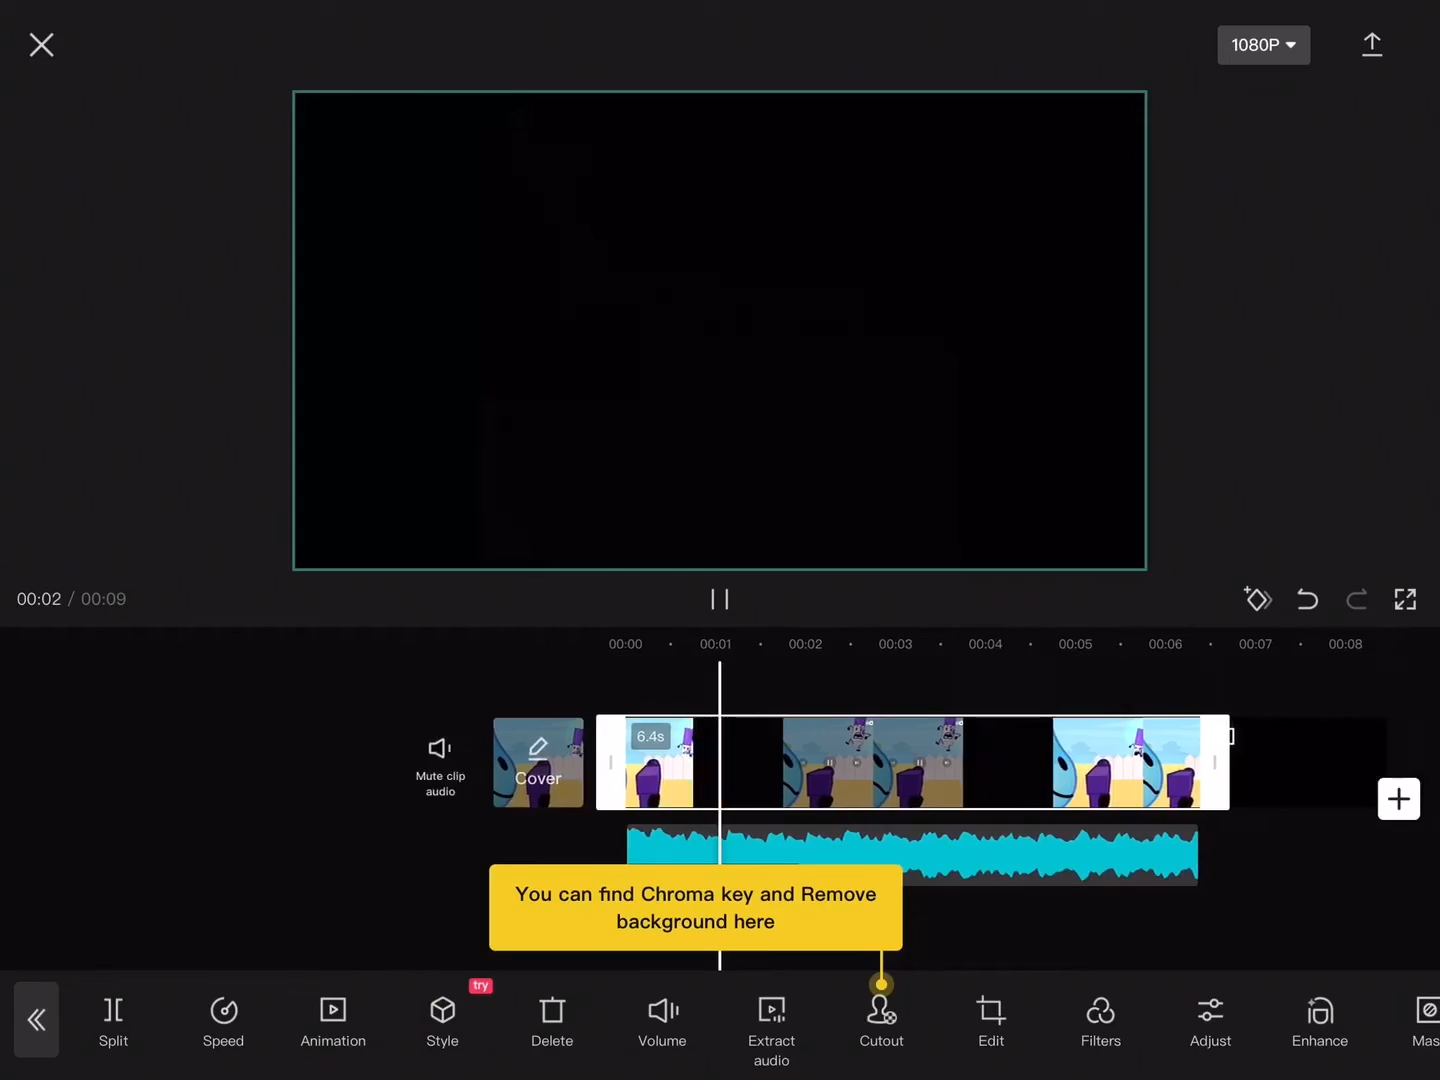 1080P
00:02 / 00:09
00:00 00:01 00:02 00:03 00:04 00:05 00:06 00:07 00:08
6.4s
Cover
Mute clip
audio
You can find Chroma key and Remove
background here
try
Split Speed Animation Style Delete Volume Extract
audio Cutout Edit Filters Adjust Enhance Mas